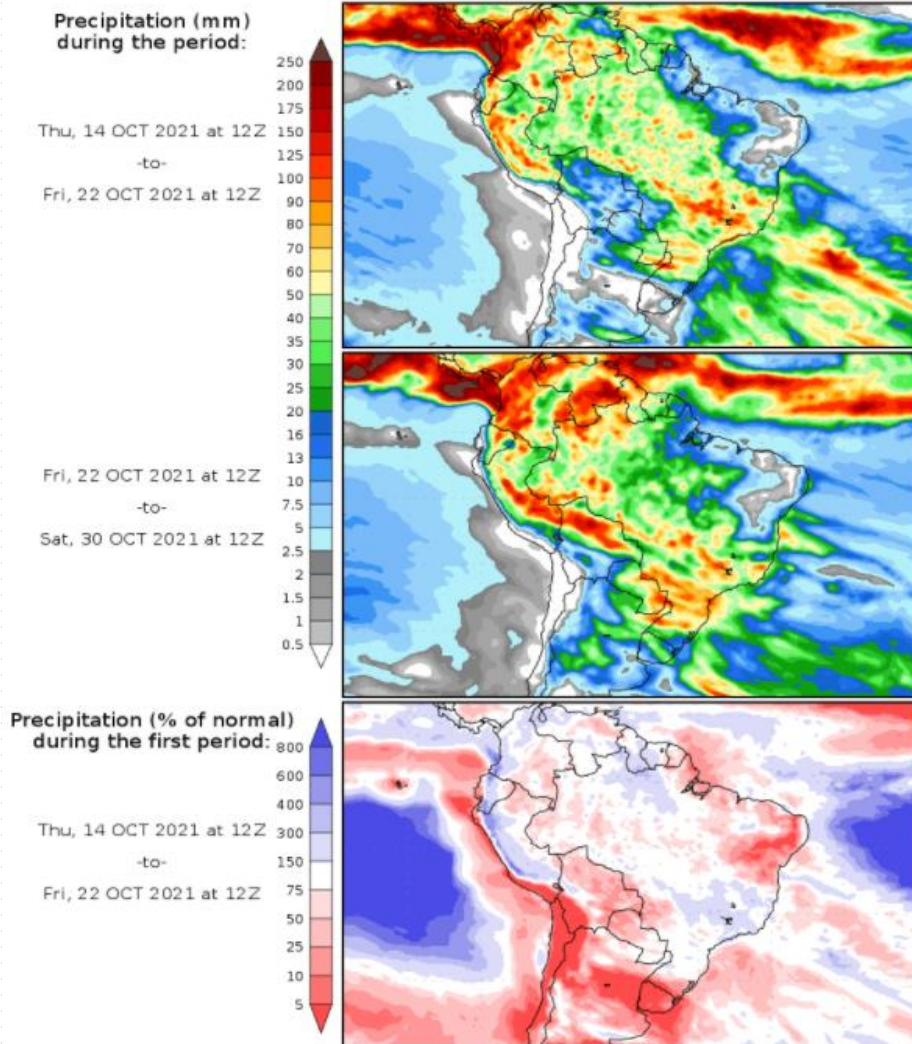 Precipitation (mm)
during the period:
250
200
175
150
125
100
90
80
70
60
50
40
30
25
20
16
13
10
7.5
5
2.5
2
1.5
1
0.5
Thu, 14 OCT 2021 at 12Z
-to-
Fri, 22 OCT 2021 at 12Z
Fri, 22 OCT 2021 at 12Z
-to-
Sat, 30 OCT 2021 at 12Z
Precipitation (% of normal)
during the first period:
800
600
400
300
150
75
50
25
10
5
Thu, 14 OCT 2021 at 12Z
-to-
Fri, 22 OCT 2021 at 12Z